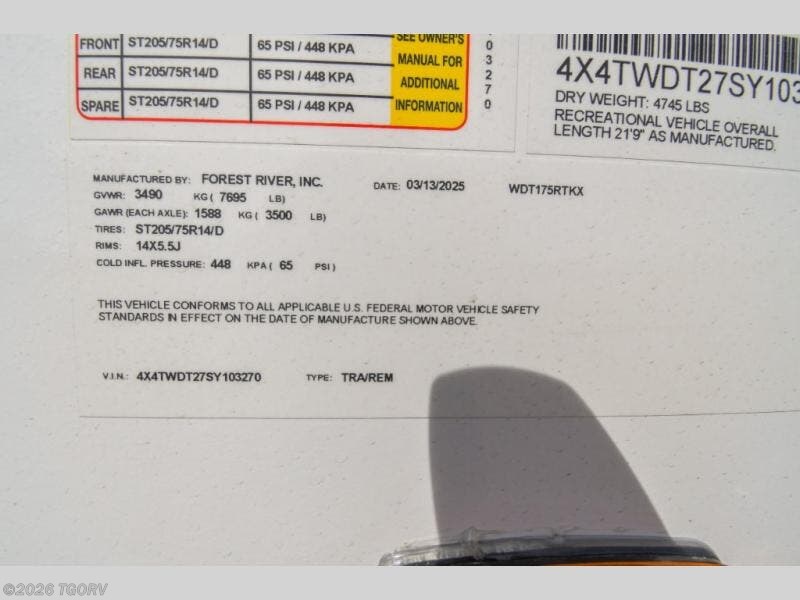 FRONT ST205/75R14/D 65 PSI / 448 KPA SEE OWNER'S
MANUAL FOR
REAR ST205/75R14/D 65 PSI / 448 KPA ADDITIONAL
SPARE ST205/75R14/D 65 PSI / 448 KPA INFORMATION
0
3
2
7
0
4X4TWDT27SY103
DRY WEIGHT: 4745 LBS
RECREATIONAL VEHICLE OVERALL
LENGTH 21'9" AS MANUFACTURED.
MANUFACTURED BY: FOREST RIVER, INC. DATE: 03/13/2025 WDT175RTKX
GVWR: 3490 KG ( 7695 LB)
GAWR (EACH AXLE): 1588 KG ( 3500 LB)
TIRES: ST205/75R14/D
RIMS: 14X5.5J
COLD INFL. PRESSURE: 448 KPA ( 65 PSI )
THIS VEHICLE CONFORMS TO ALL APPLICABLE U.S. FEDERAL MOTOR VEHICLE SAFETY
STANDARDS IN EFFECT ON THE DATE OF MANUFACTURE SHOWN ABOVE.
V.I.N.: 4X4TWDT27SY103270 TYPE: TRA/REM
©2026 TGORV